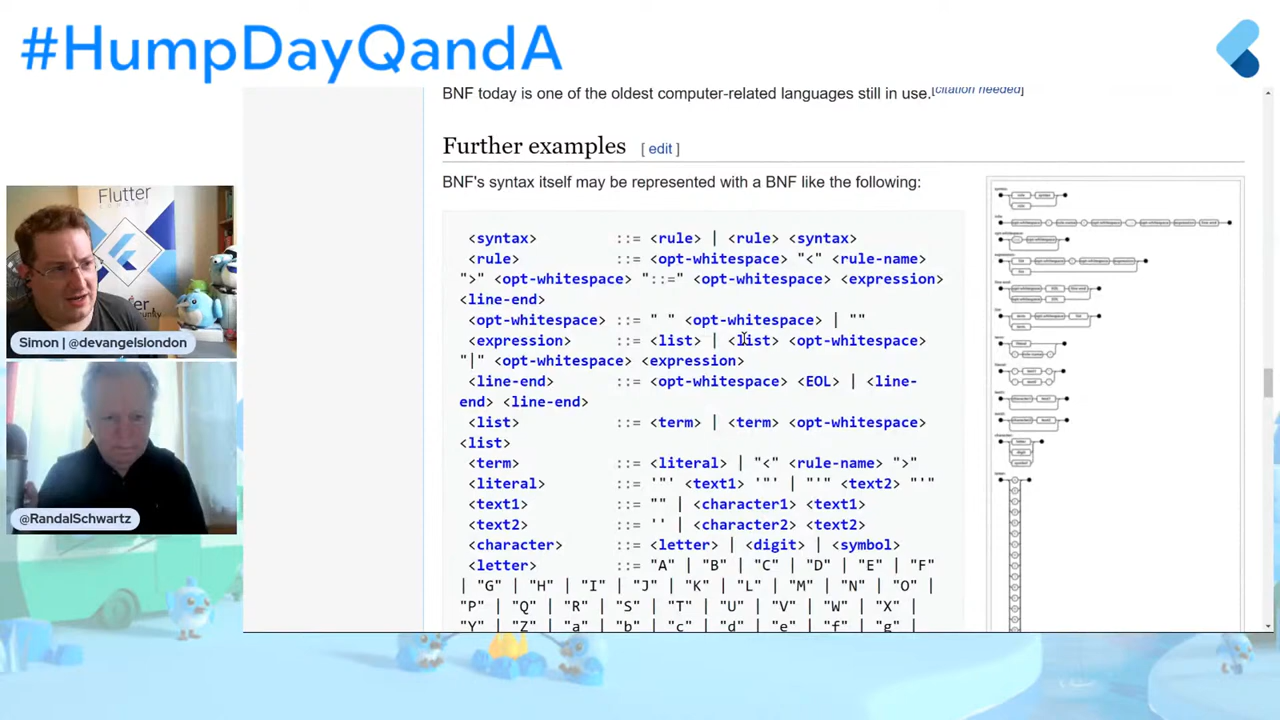 #HumpDayQandA
BNF today is one of the oldest computer-related languages still in use.[citation needed]
Further examples [ edit ]
BNF's syntax itself may be represented with a BNF like the following:
<syntax> ::= <rule> | <rule> <syntax>
<rule> ::= <opt-whitespace> "<" <rule-name>
">" <opt-whitespace> "::=" <opt-whitespace> <expression>
<line-end>
<opt-whitespace> ::= " " <opt-whitespace> | ""
<expression> ::= <list> | <list> <opt-whitespace>
"|" <opt-whitespace> <expression>
<line-end> ::= <opt-whitespace> <EOL> | <line-
end> <line-end>
<list> ::= <term> | <term> <opt-whitespace>
<list>
<term> ::= <literal> | "<" <rule-name> ">"
<literal> ::= '"' <text1> '"' | "'" <text2> "'"
<text1> ::= "" | <character1> <text1>
<text2> ::= '' | <character2> <text2>
<character> ::= <letter> | <digit> | <symbol>
<letter> ::= "A" | "B" | "C" | "D" | "E" | "F"
| "G" | "H" | "I" | "J" | "K" | "L" | "M" | "N" | "O" |
"P" | "Q" | "R" | "S" | "T" | "U" | "V" | "W" | "X" |
"Y" | "Z" | "a" | "b" | "c" | "d" | "e" | "f" | "g" |
Flutter
Flutter
Simon | @devangelslondon
@RandalSchwartz